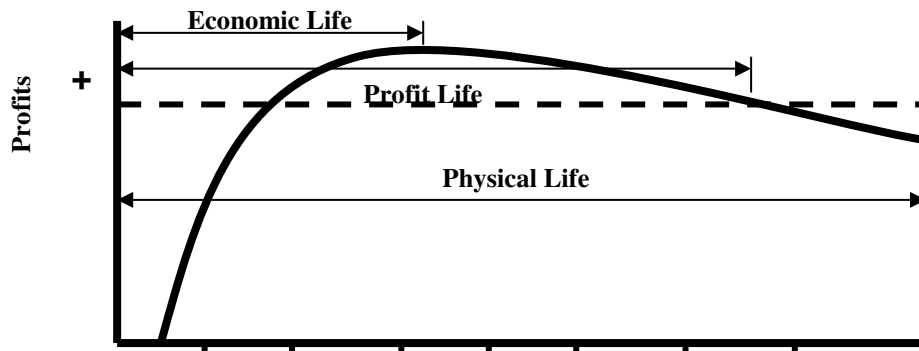 Economic Life
+
Profit Life
Profits
Physical Life